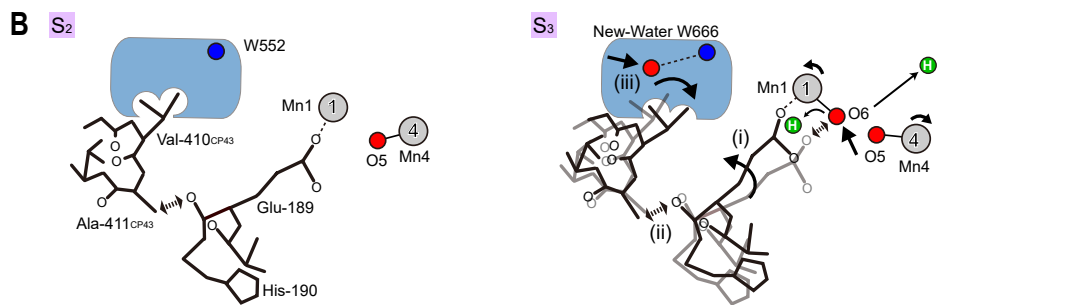 B
S2
W552
Mn1
1
4
O5
Mn4
Val-410CP43
O
O
O
O
O
O
O
Ala-411CP43
Glu-189
His-190
S3
New-Water W666
(iii)
Mn1
1
H
H
O6
O5
4
Mn4
(i)
(ii)
O
O
O
O
O
O
O
O
O
O
O
O